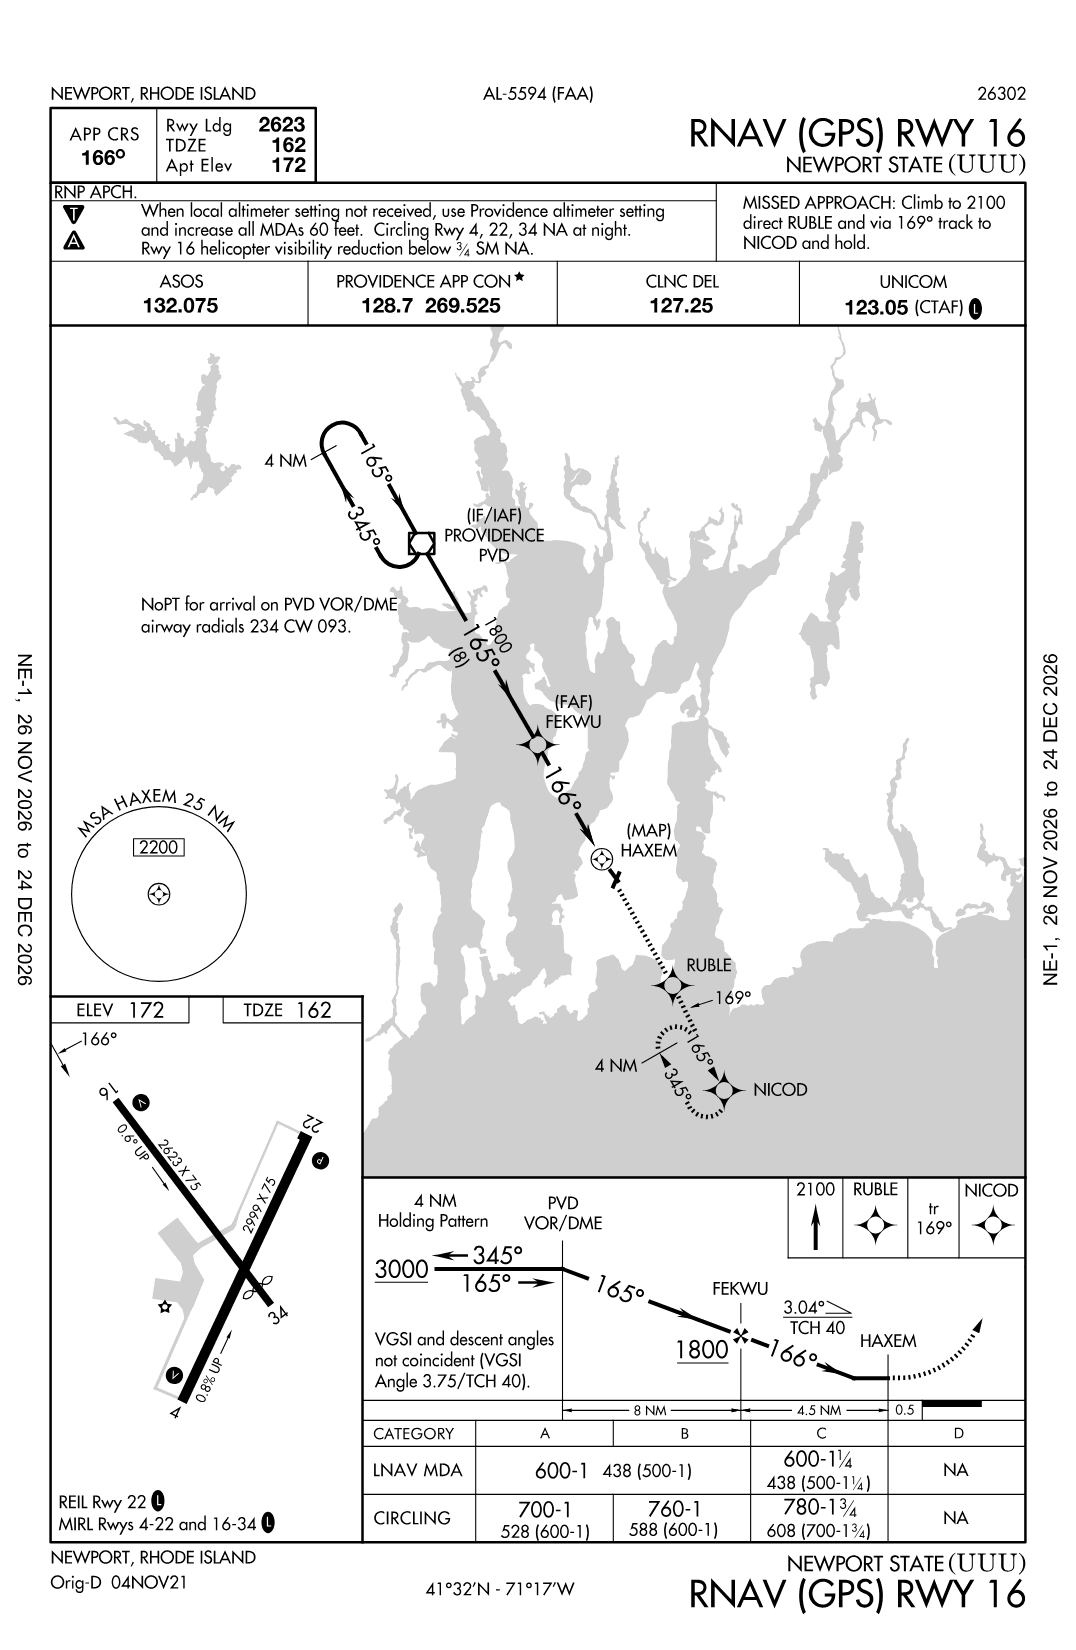 NEWPORT, RHODE ISLAND
AL-5594 (FAA)
26302
APP CRS
166°
Rwy Ldg 2623
TDZE 162
Apt Elev 172
RNAV (GPS) RWY 16
NEWPORT STATE (UUU)
RNP APCH.
T
A
When local altimeter setting not received, use Providence altimeter setting
and increase all MDAs 60 feet. Circling Rwy 4, 22, 34 NA at night.
Rwy 16 helicopter visibility reduction below ¾ SM NA.
MISSED APPROACH: Climb to 2100
direct RUBLE and via 169° track to
NICOD and hold.
ASOS
132.075
PROVIDENCE APP CON★
128.7 269.525
CLNC DEL
127.25
UNICOM
123.05 (CTAF) L
4 NM
165°
345°
(IF/IAF)
PROVIDENCE
PVD
NoPT for arrival on PVD VOR/DME
airway radials 234 CW 093.
1800
165°
(8)
(FAF)
FEKWU
166°
(MAP)
HAXEM
MSA HAXEM 25 NM
2200
RUBLE
169°
4 NM
165°
345°
NICOD
NE-1, 26 NOV 2026 to 24 DEC 2026
NE-1, 26 NOV 2026 to 24 DEC 2026
ELEV 172
TDZE 162
166°
16
V
0.6° UP
2623 X 75
22
P
2999 X 75
34
V
0.8% UP
4
REIL Rwy 22 L
MIRL Rwys 4-22 and 16-34 L
4 NM
Holding Pattern
PVD
VOR/DME
2100
RUBLE
tr
169°
NICOD
3000
345°
165°
165°
FEKWU
1800
3.04°
TCH 40
166°
HAXEM
VGSI and descent angles
not coincident (VGSI
Angle 3.75/TCH 40).
8 NM
4.5 NM
0.5
CATEGORY A B C D
LNAV MDA 600-1 438 (500-1) 600-1¼ 438 (500-1¼) NA
CIRCLING 700-1 528 (600-1) 760-1 588 (600-1) 780-1¾ 608 (700-1¾) NA
NEWPORT, RHODE ISLAND
Orig-D 04NOV21
41°32'N - 71°17'W
NEWPORT STATE (UUU)
RNAV (GPS) RWY 16